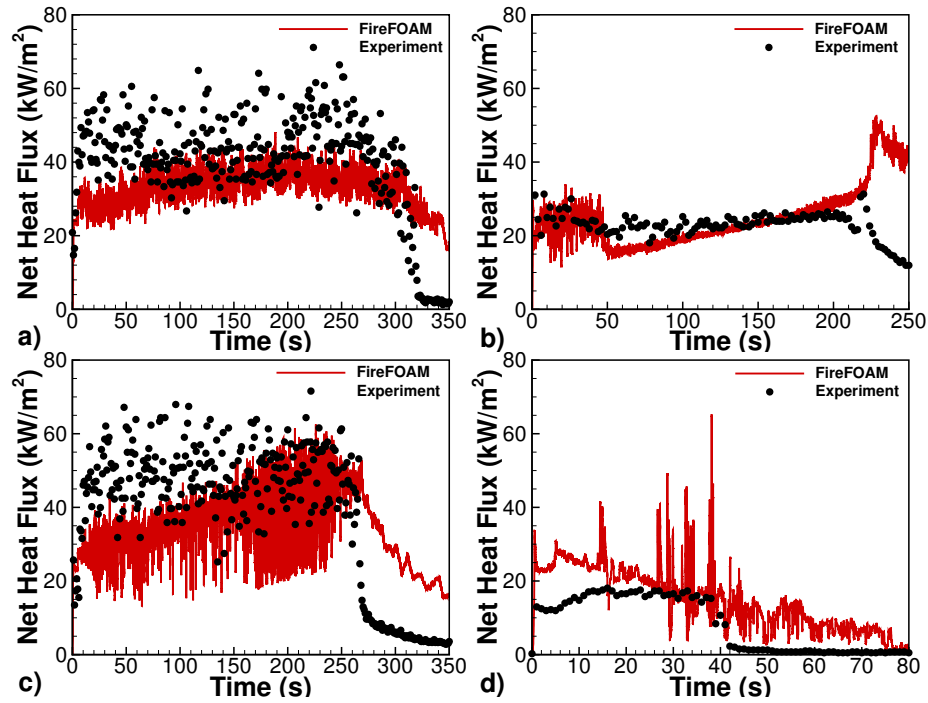 Net Heat Flux (kW/m²)
80
60
40
20
0
FireFOAM
Experiment
0 50 100 150 200 250 300 350
a)
Time (s)
Net Heat Flux (kW/m²)
80
60
40
20
0
FireFOAM
Experiment
0 50 100 150 200 250
b)
Time (s)
Net Heat Flux (kW/m²)
80
60
40
20
0
FireFOAM
Experiment
0 50 100 150 200 250 300 350
c)
Time (s)
Net Heat Flux (kW/m²)
80
60
40
20
0
FireFOAM
Experiment
0 10 20 30 40 50 60 70 80
d)
Time (s)